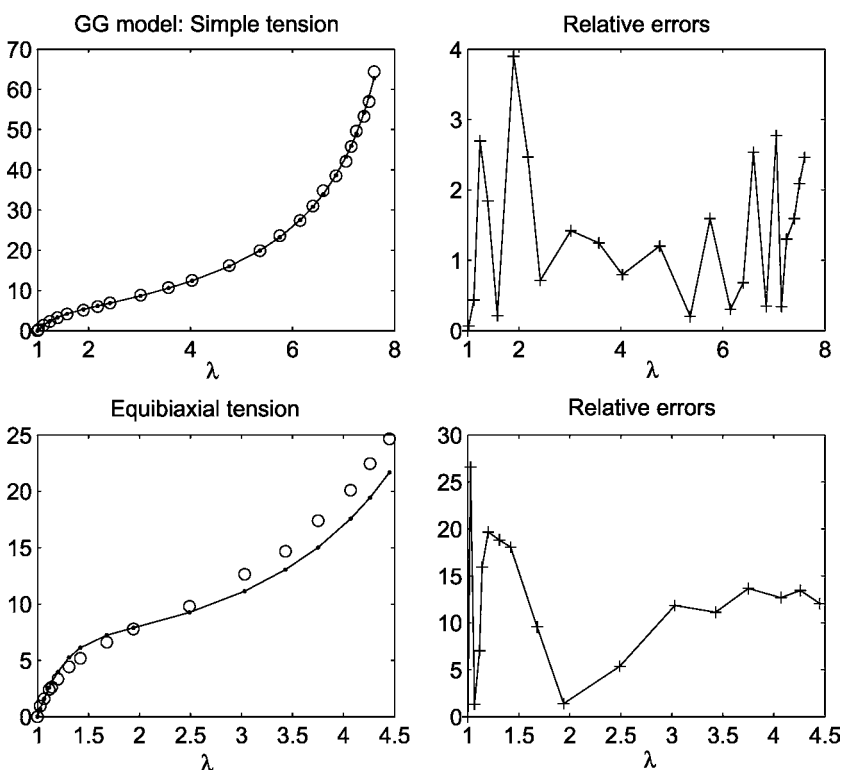 GG model: Simple tension
70
60
50
40
30
20
10
0
1 2 4 6 8
λ
Relative errors
4
3
2
1
0
1 2 4 6 8
λ
Equibiaxial tension
25
20
15
10
5
0
1 1.5 2 2.5 3 3.5 4 4.5
λ
Relative errors
30
25
20
15
10
5
0
1 1.5 2 2.5 3 3.5 4 4.5
λ